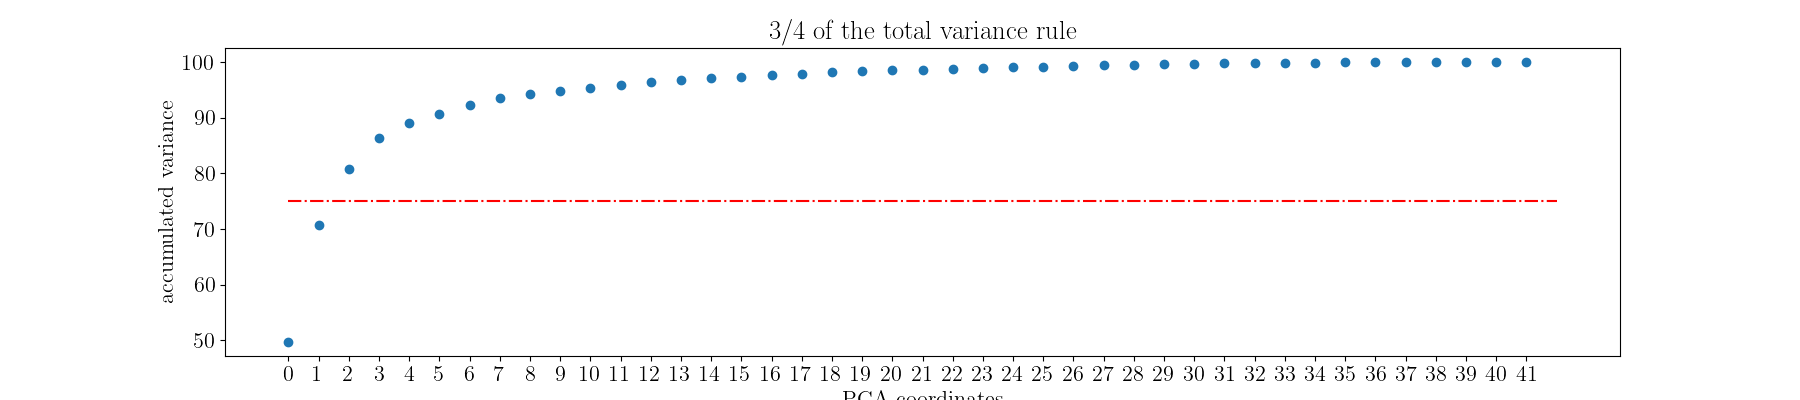 3/4 of the total variance rule
100
90
80
70
60
50
accumulated variance
0 1 2 3 4 5 6 7 8 9 10 11 12 13 14 15 16 17 18 19 20 21 22 23 24 25 26 27 28 29 30 31 32 33 34 35 36 37 38 39 40 41
PCA coordinates